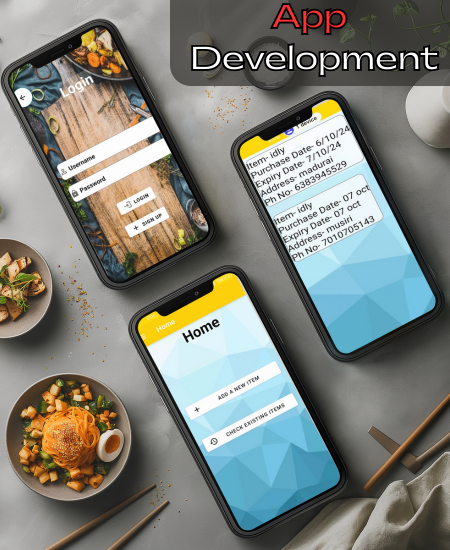 App
Development
Login
Username
Password
LOGIN
SIGN UP
1 device
Item- idly
Purchase Date- 6/10/24
Expiry Date- 7/10/24
Address- madurai
Ph No- 6383945529
Item- idly
Purchase Date- 07 oct
Expiry Date- 07 oct
Address- musiri
Ph No- 7010705143
Home
Home
ADD A NEW ITEM
CHECK EXISTING ITEMS